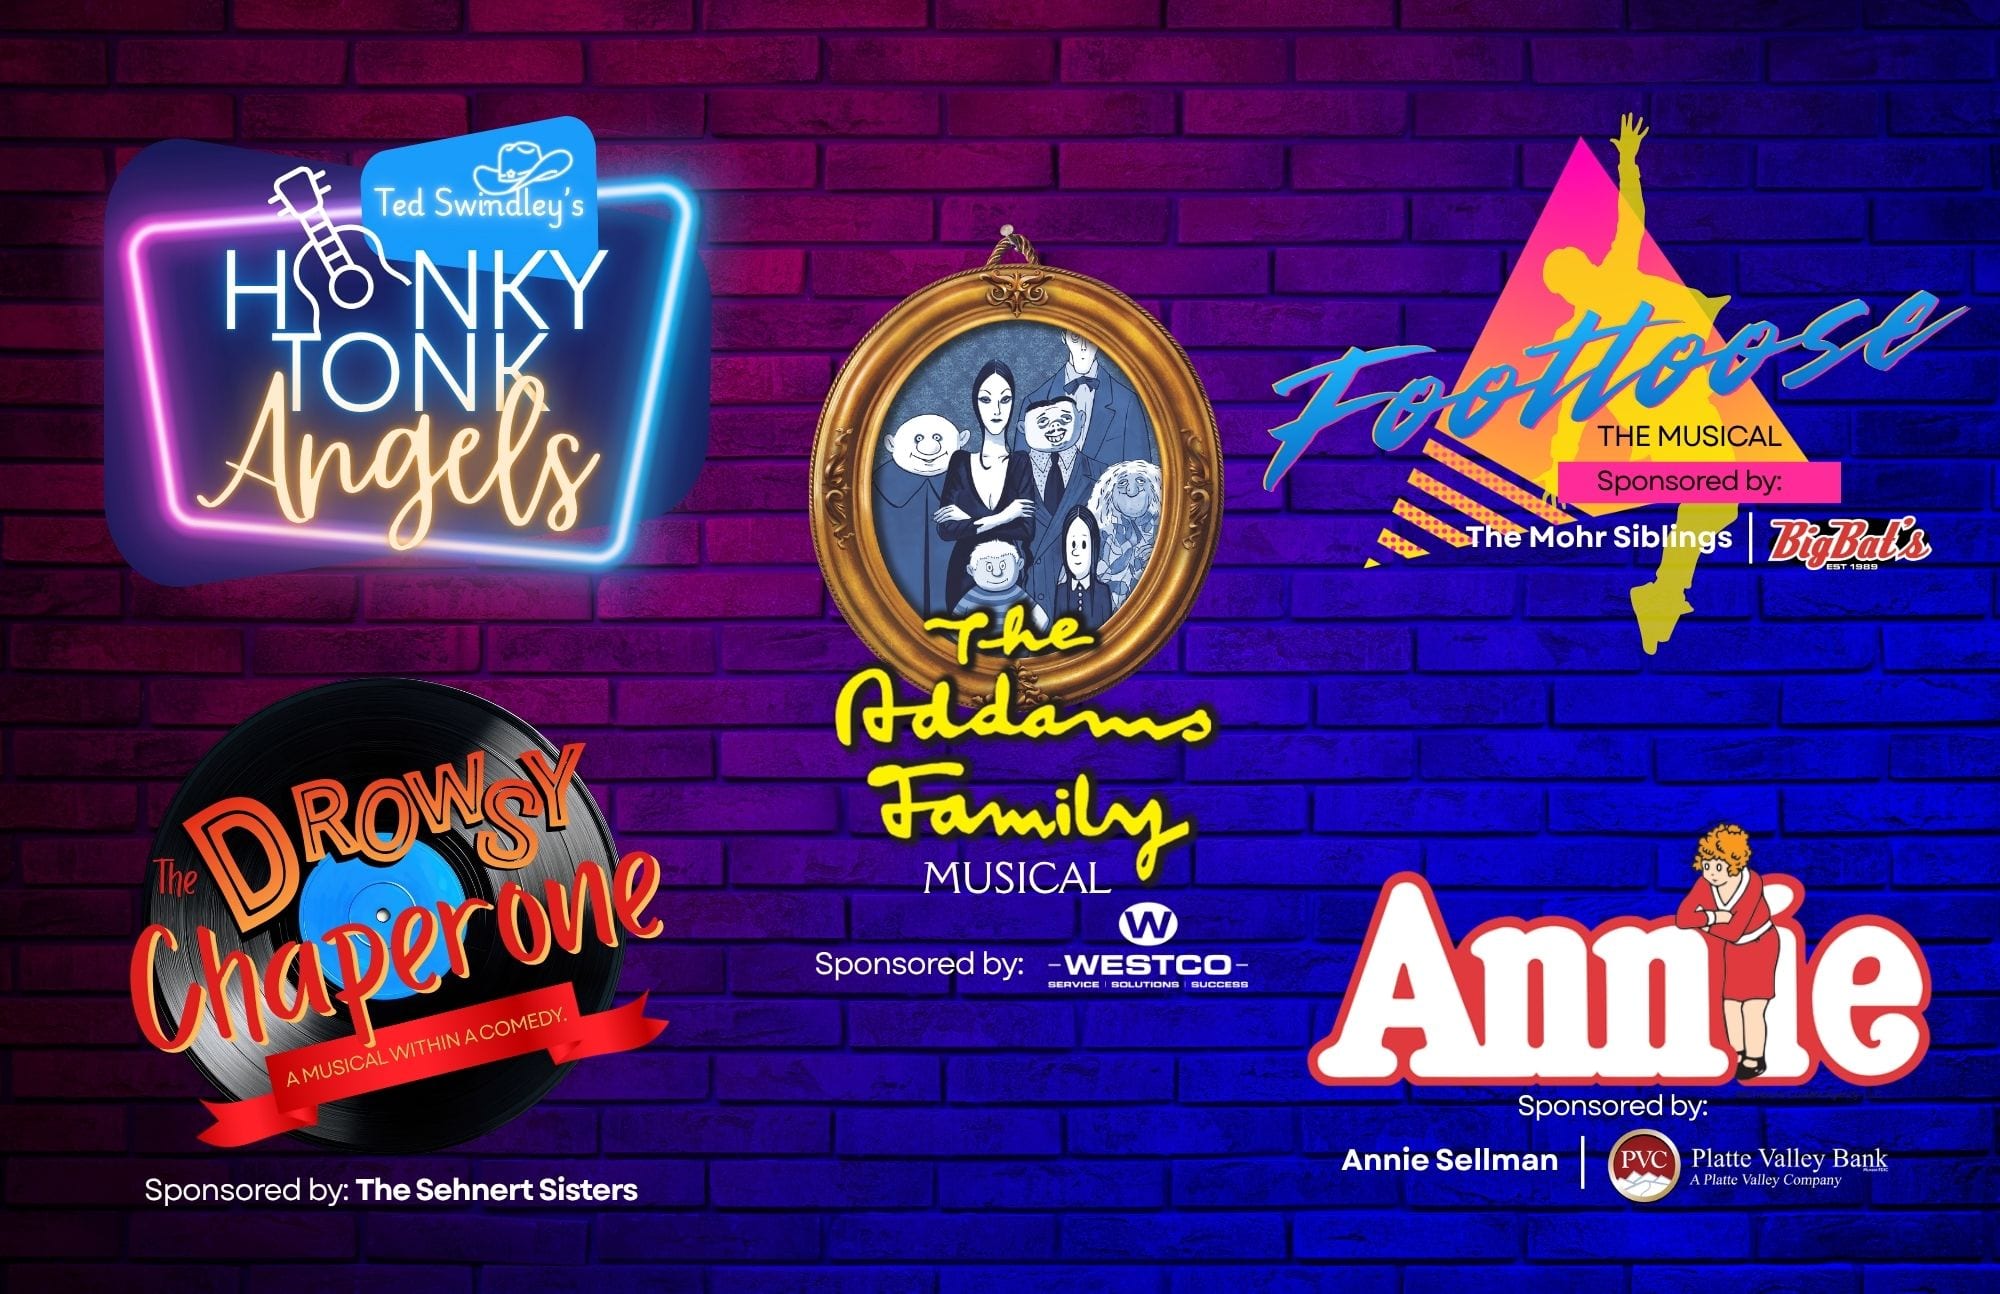 Ted Swindley's
HONKY
TONK
Angels
The
Addams
Family
MUSICAL
Sponsored by:
W
-WESTCO-
SERVICE | SOLUTIONS | SUCCESS
Footloose
THE MUSICAL
Sponsored by:
The Mohr Siblings | BigBat's
EST 1989
The DROWSY
Chaperone
A MUSICAL WITHIN A COMEDY.
Sponsored by: The Sehnert Sisters
Annie
Sponsored by:
Annie Sellman | PVC Platte Valley Bank
A Platte Valley Company